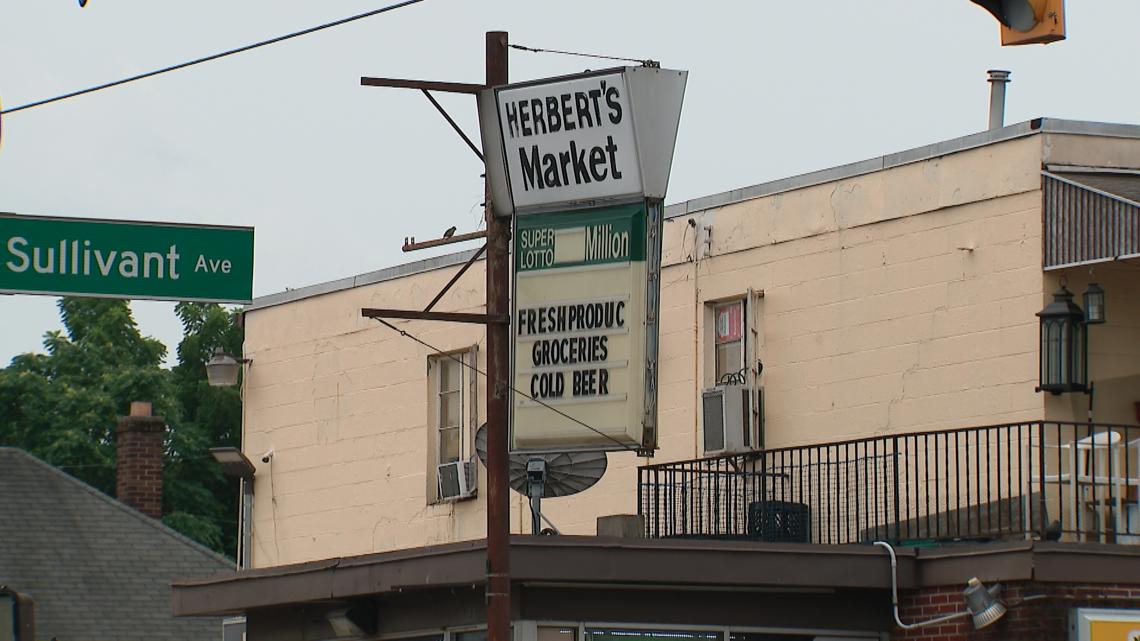 HERBERT'S
Market
Sullivant Ave
SUPER
LOTTO
Million
FRESHPRODUC
GROCERIES
COLD BEER